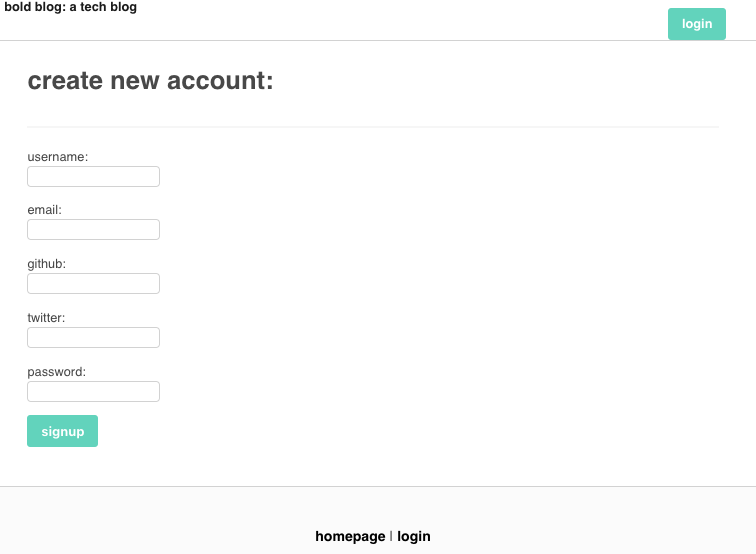 bold blog: a tech blog
login
create new account:
username:
email:
github:
twitter:
password:
signup
homepage | login